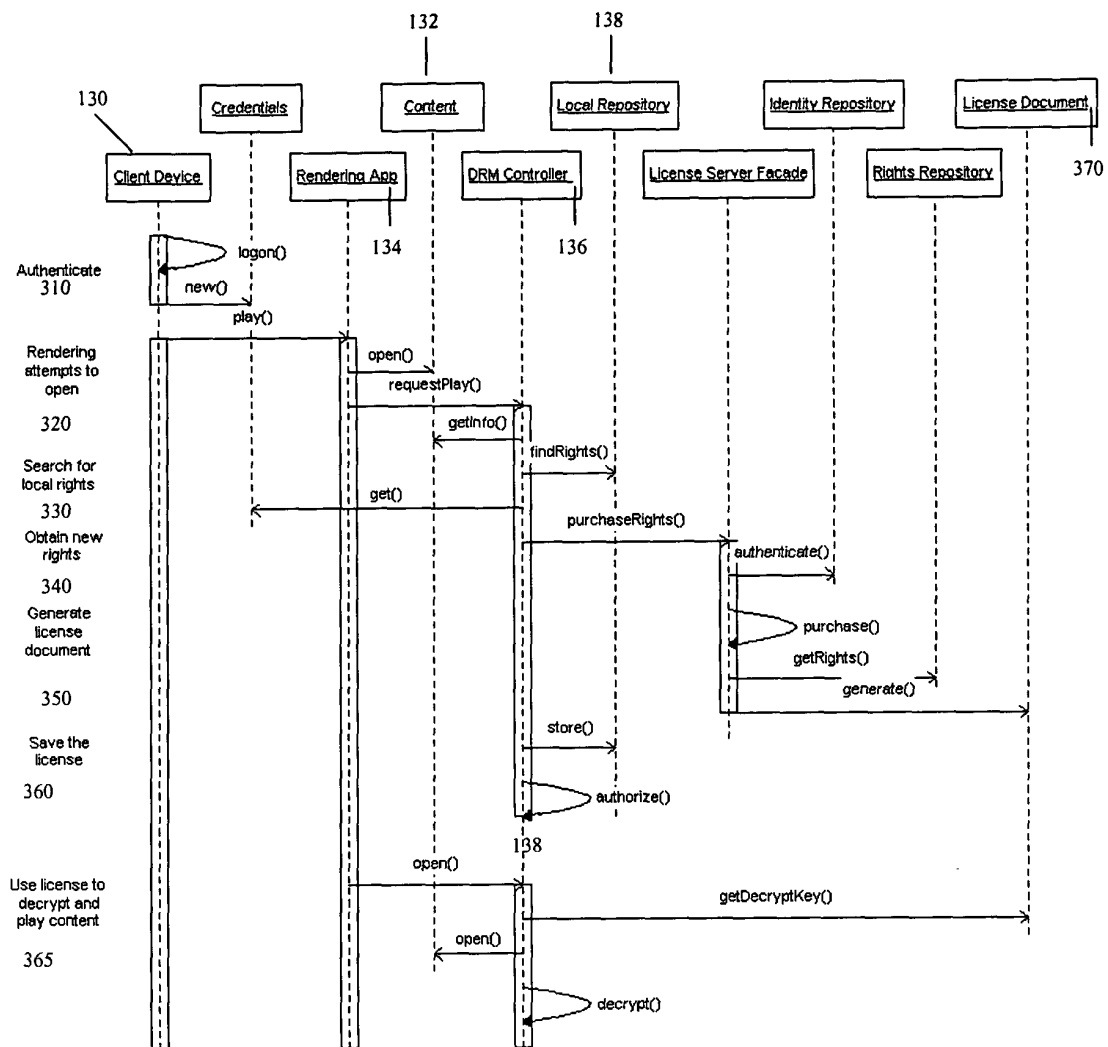 132
138
130
Credentials
Content
Local Repository
Identity Repository
License Document
Client Device
Rendering App
DRM Controller
License Server Facade
Rights Repository
370
134
136
logon()
Authenticate
310
new()
play()
Rendering
attempts to
open
open()
requestPlay()
320
getInfo()
findRights()
Search for
local rights
get()
330
purchaseRights()
Obtain new
rights
authenticate()
340
Generate
license
document
purchase()
getRights()
generate()
350
store()
Save the
license
360
authorize()
138
open()
Use license to
decrypt and
play content
getDecryptKey()
open()
365
decrypt()